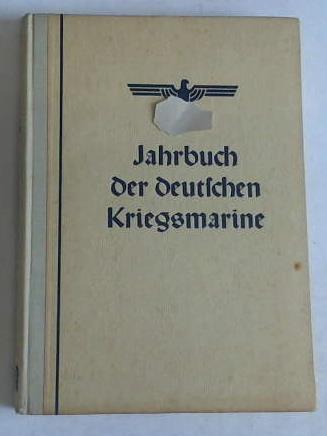 Jahrbuch
der deutschen
Kriegsmarine